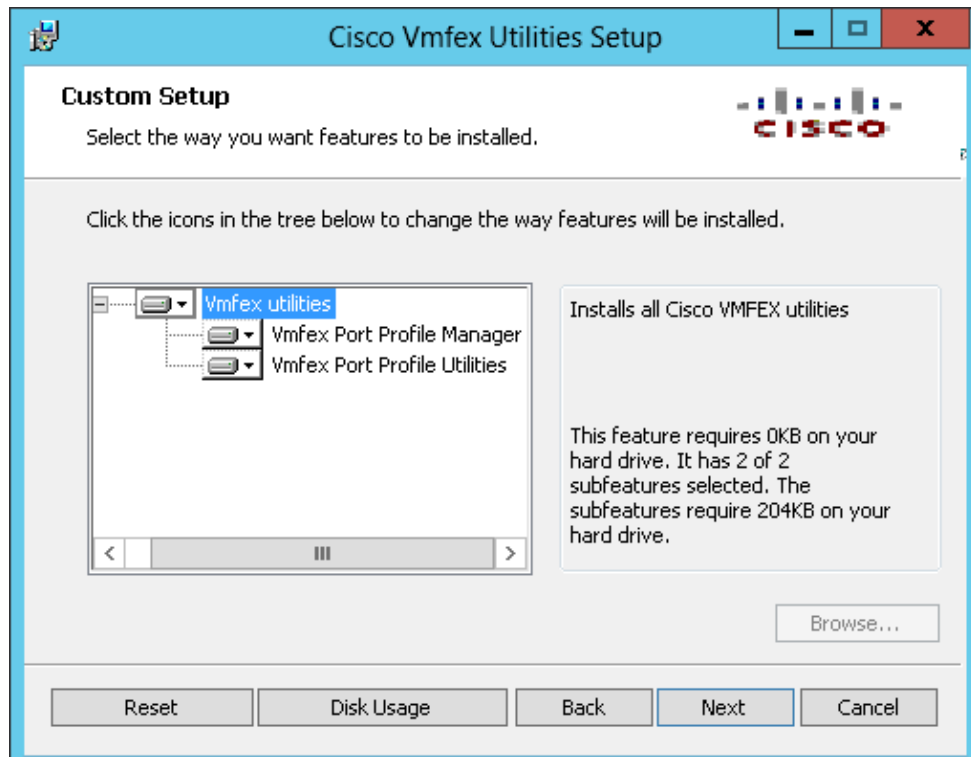 Cisco Vmfex Utilities Setup
Custom Setup
Select the way you want features to be installed.
CISCO
Click the icons in the tree below to change the way features will be installed.
Vmfex utilities
Vmfex Port Profile Manager
Vmfex Port Profile Utilities
Installs all Cisco VMFEX utilities
This feature requires 0KB on your
hard drive. It has 2 of 2
subfeatures selected. The
subfeatures require 204KB on your
hard drive.
Browse...
Reset
Disk Usage
Back
Next
Cancel